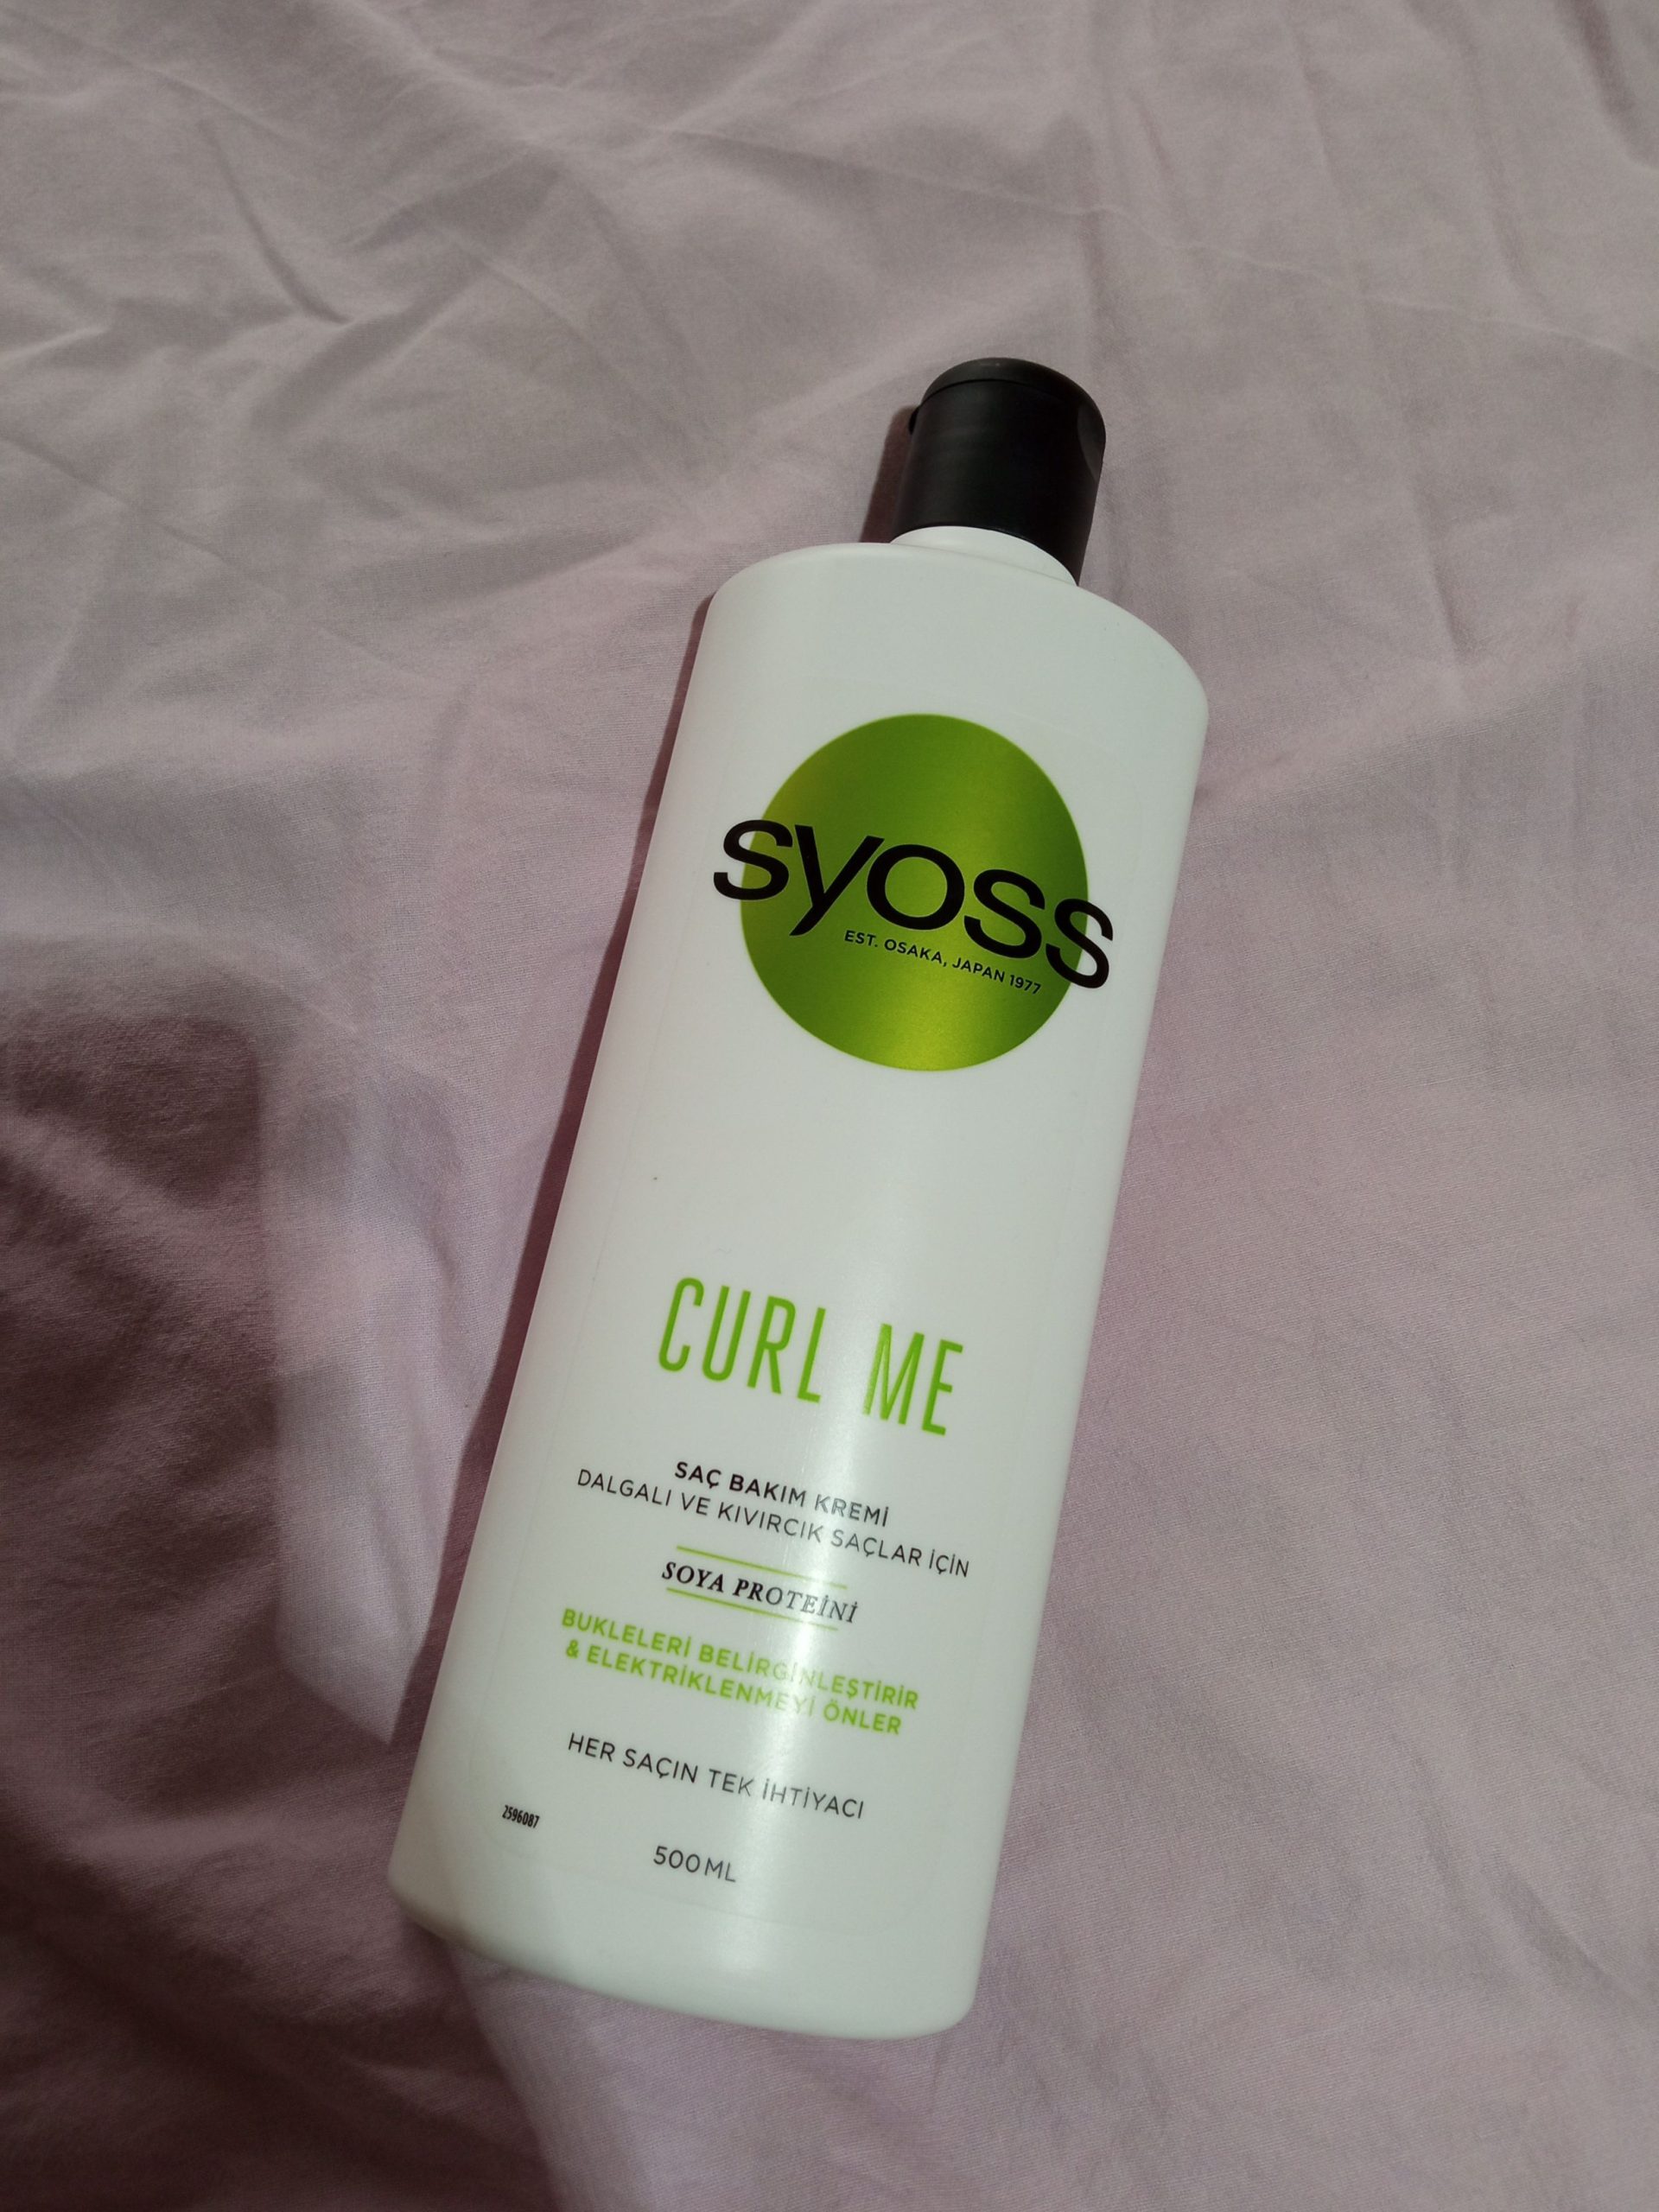 syoss
EST. OSAKA, JAPAN 1977
CURL ME
SAÇ BAKIM KREMİ
DALGALI VE KIVIRCIK SAÇLAR İÇİN
SOYA PROTEİNİ
BUKLELERİ BELİRGİNLEŞTİRİR
& ELEKTRİKLENMEYİ ÖNLER
HER SAÇIN TEK İHTİYACI
2596087
500ML